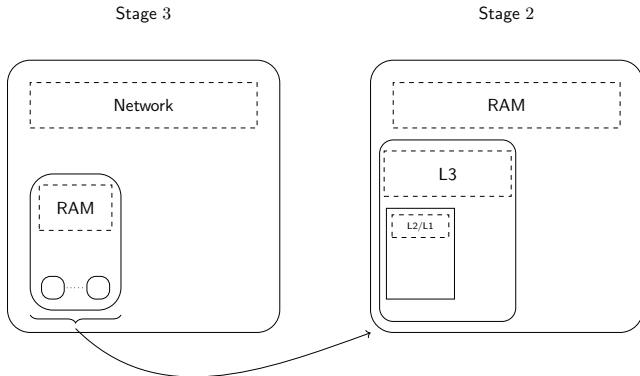 Stage 3
Stage 2
Network
RAM
RAM
L3
L2/L1